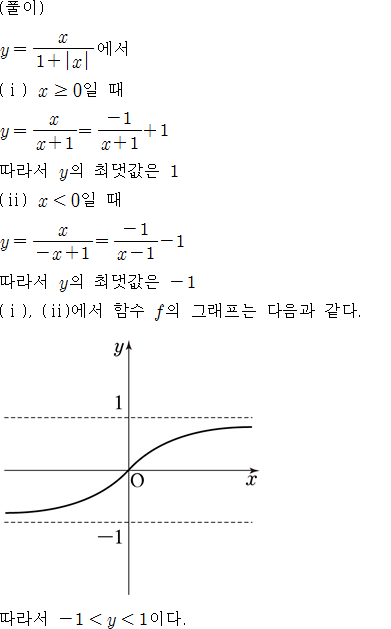 (풀이)
y = x/(1+|x|) 에서
(ⅰ) x ≥ 0일 때
y = x/(x+1) = -1/(x+1) + 1
따라서 y의 최댓값은 1
(ⅱ) x < 0일 때
y = x/(-x+1) = -1/(x-1) - 1
따라서 y의 최댓값은 -1
(ⅰ), (ⅱ)에서 함수 f의 그래프는 다음과 같다.
y
1
O
x
-1
따라서 -1 < y < 1이다.